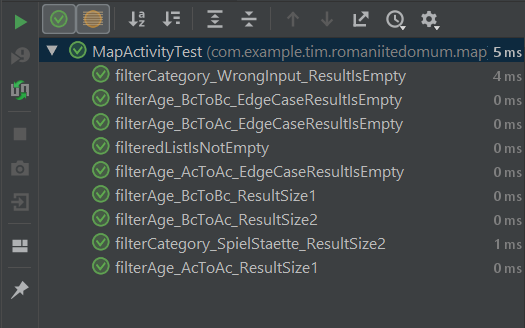 MapActivityTest (com.example.tim.romaniitedomum.map) 5 ms
filterCategory_WrongInput_ResultIsEmpty 4 ms
filterAge_BcToBc_EdgeCaseResultIsEmpty 0 ms
filterAge_BcToAc_EdgeCaseResultIsEmpty 0 ms
filteredListIsNotEmpty 0 ms
filterAge_AcToAc_EdgeCaseResultIsEmpty 0 ms
filterAge_BcToBc_ResultSize1 0 ms
filterAge_BcToAc_ResultSize2 0 ms
filterCategory_SpielStaette_ResultSize2 1 ms
filterAge_AcToAc_ResultSize1 0 ms